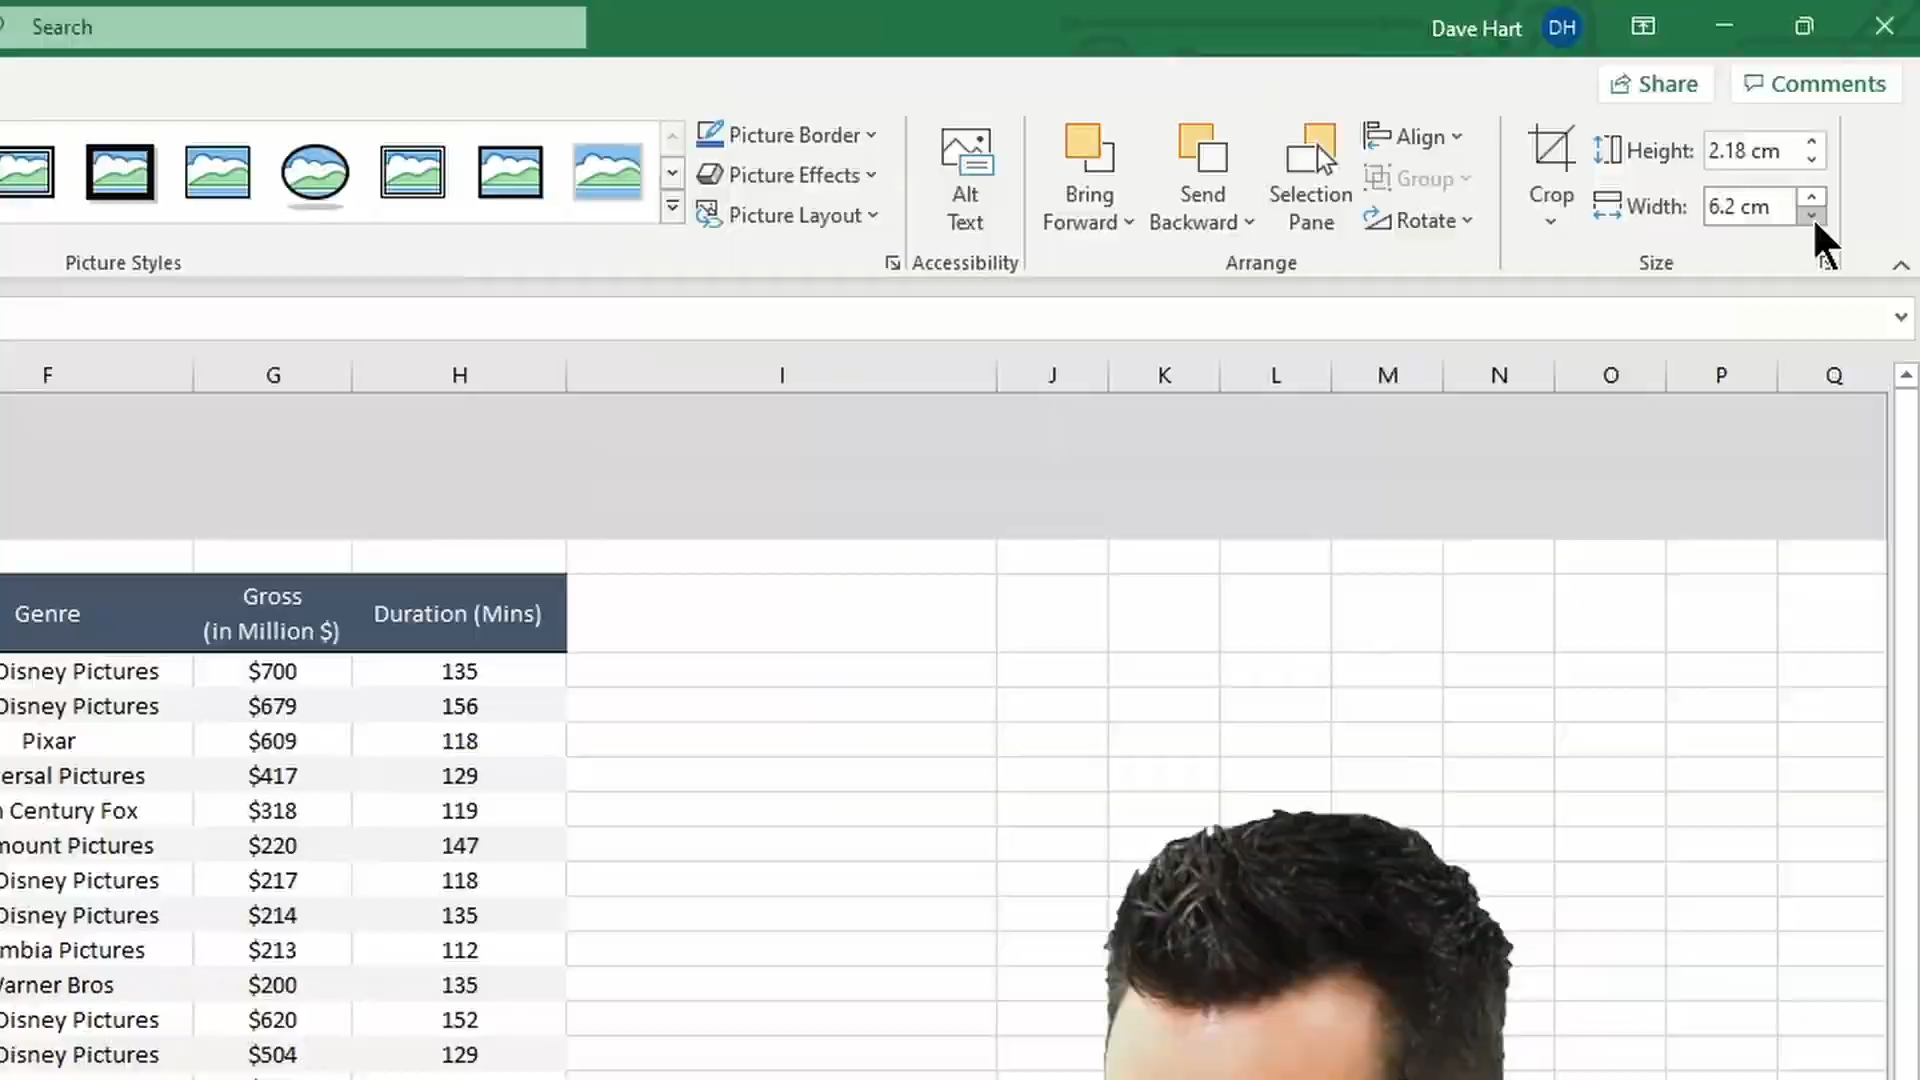 Search
Dave Hart DH
Share Comments
Picture Border
Picture Effects
Picture Layout
Alt
Text
Bring
Forward
Send
Backward
Selection
Pane
Align
Group
Rotate
Crop
Height: 2.18 cm
Width: 6.2 cm
Picture Styles Accessibility Arrange Size
F G H I J K L M N O P Q
Genre Gross
(in Million $) Duration (Mins)
Disney Pictures $700 135
Disney Pictures $679 156
Pixar $609 118
ersal Pictures $417 129
Century Fox $318 119
mount Pictures $220 147
Disney Pictures $217 118
Disney Pictures $214 135
mbia Pictures $213 112
Warner Bros $200 135
Disney Pictures $620 152
Disney Pictures $504 129